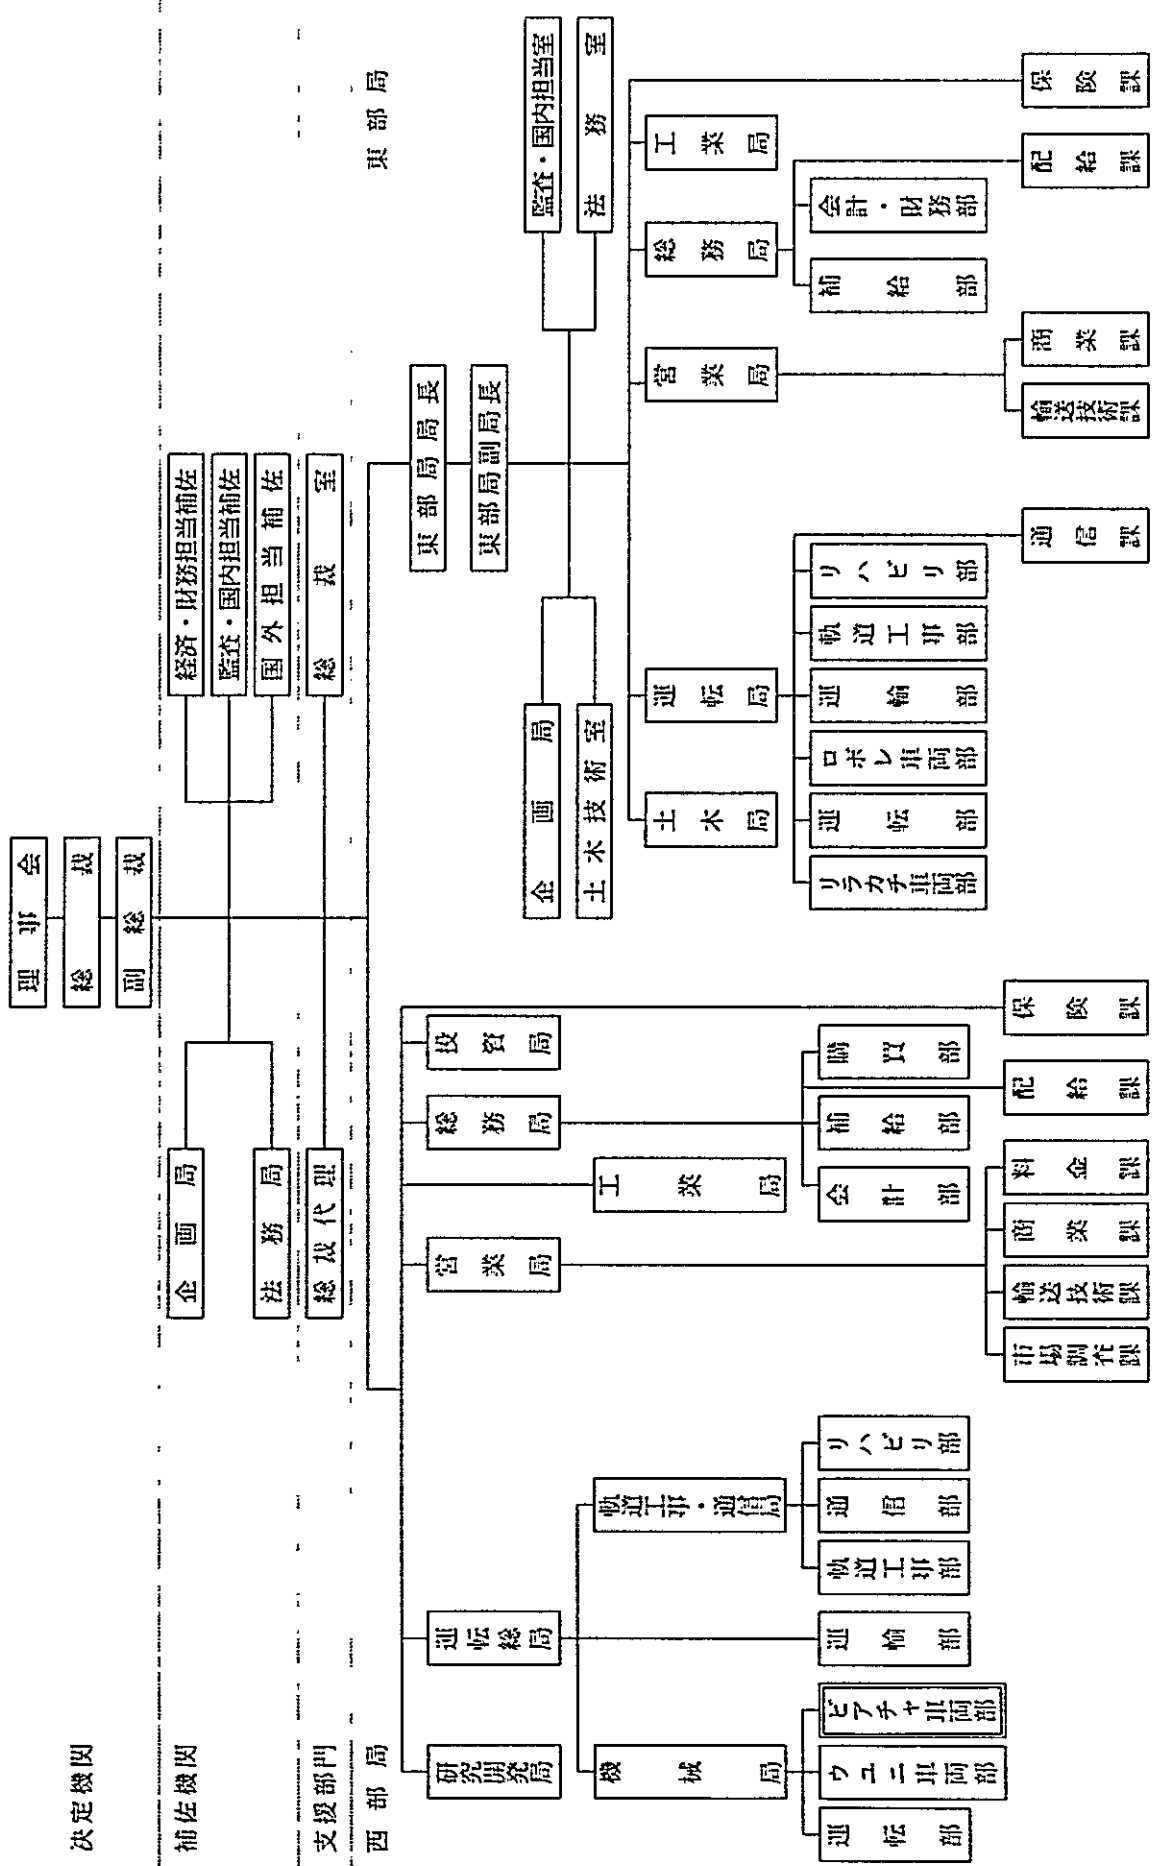 理事会
総裁
副総裁
決定機関
補佐機関
企画局
法務局
経済・財務担当補佐
監査・国内担当補佐
国外担当補佐
支援部門
総裁代理
総裁室
西部局
東部局
研究開発局
運転総局
営業局
工業局
総務局
投資局
機械局
軌道工事・通信局
運転部
ウユニ車両部
ビアチャ車両部
運輸部
軌道工事部
通信部
リハビリ部
会計部
補給部
購買部
市場調査課
輸送技術課
商業課
料金課
配給課
保険課
東部局局長
東部局副局長
企画局
土木技術室
監査・国内担当室
法務室
土木局
運転局
営業局
総務局
工業局
リラカチ車両部
運転部
ロボレ車両部
運輸部
軌道工事部
リハビリ部
補給部
会計・財務部
通信課
輸送技術課
商業課
配給課
保険課